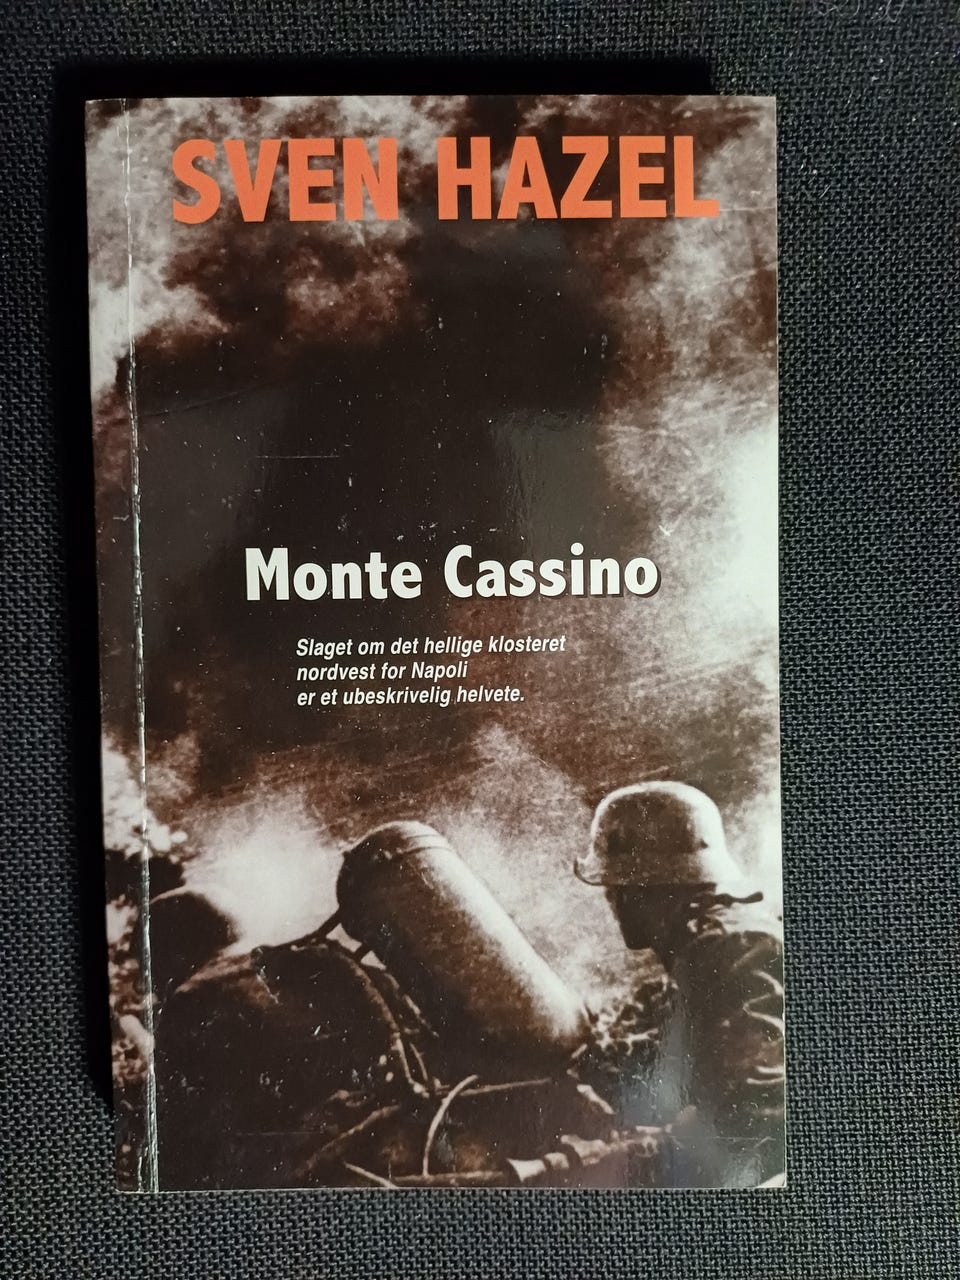 SVEN HAZEL
Monte Cassino
Slaget om det hellige klosteret
nordvest for Napoli
er et ubeskrivelig helvete.